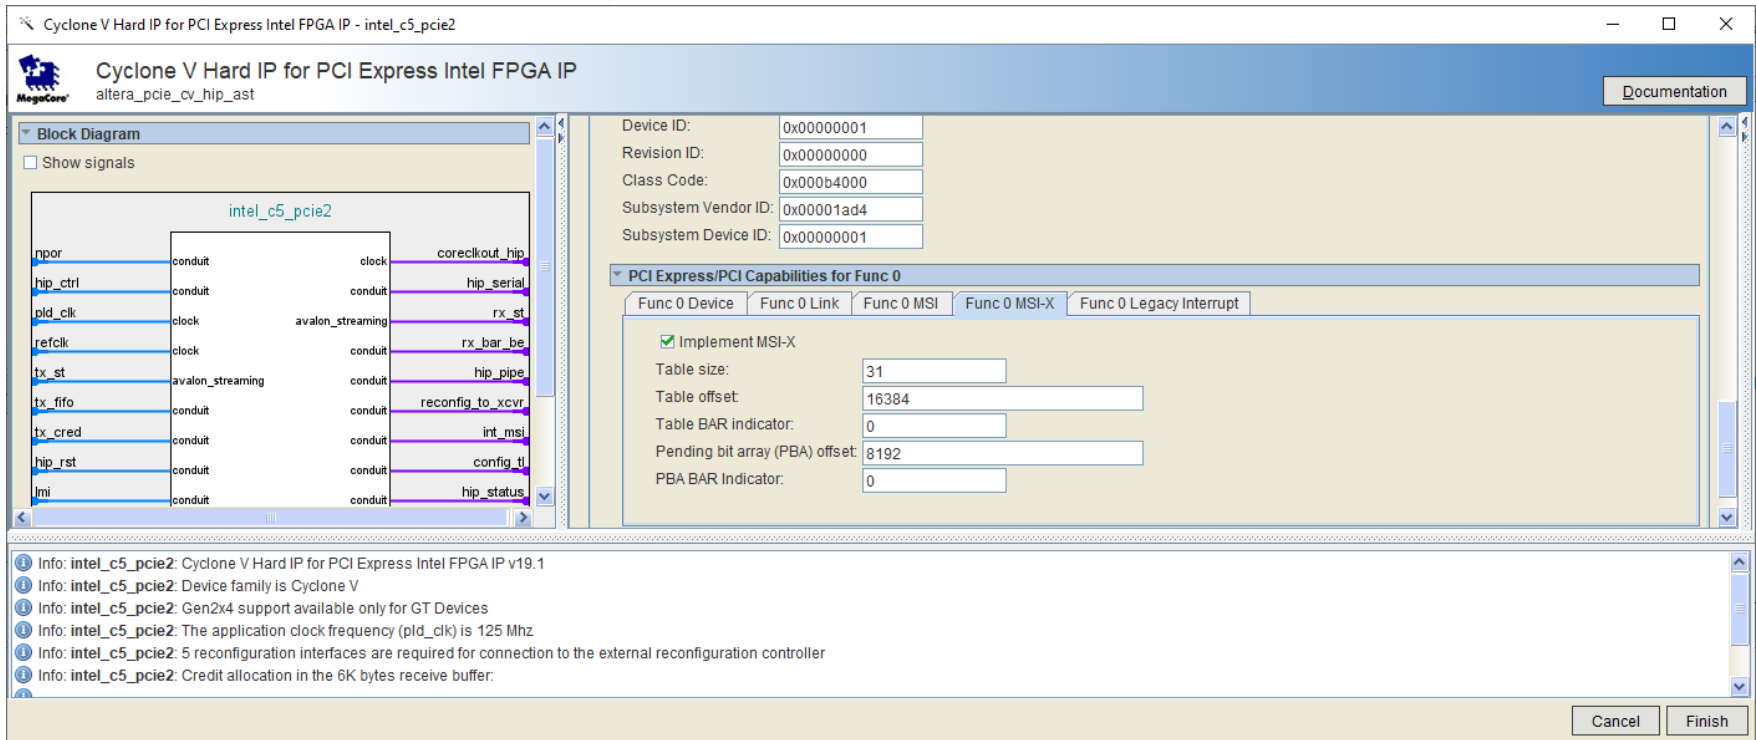 Cyclone V Hard IP for PCI Express Intel FPGA IP - intel_c5_pcie2
MegaCore®
Cyclone V Hard IP for PCI Express Intel FPGA IP
altera_pcie_cv_hip_ast
Documentation
Block Diagram
Show signals
intel_c5_pcie2
npor conduit clock coreclkout_hip
hip_ctrl conduit conduit hip_serial
pld_clk clock avalon_streaming rx_st
refclk clock conduit rx_bar_be
tx_st avalon_streaming conduit hip_pipe
tx_fifo conduit conduit reconfig_to_xcvr
tx_cred conduit conduit int_msi
hip_rst conduit conduit config_tl
lmi conduit conduit hip_status
Device ID: 0x00000001
Revision ID: 0x00000000
Class Code: 0x000b4000
Subsystem Vendor ID: 0x00001ad4
Subsystem Device ID: 0x00000001
PCI Express/PCI Capabilities for Func 0
Func 0 Device Func 0 Link Func 0 MSI Func 0 MSI-X Func 0 Legacy Interrupt
Implement MSI-X
Table size: 31
Table offset: 16384
Table BAR indicator: 0
Pending bit array (PBA) offset: 8192
PBA BAR Indicator: 0
Info: intel_c5_pcie2: Cyclone V Hard IP for PCI Express Intel FPGA IP v19.1
Info: intel_c5_pcie2: Device family is Cyclone V
Info: intel_c5_pcie2: Gen2x4 support available only for GT Devices
Info: intel_c5_pcie2: The application clock frequency (pld_clk) is 125 Mhz
Info: intel_c5_pcie2: 5 reconfiguration interfaces are required for connection to the external reconfiguration controller
Info: intel_c5_pcie2: Credit allocation in the 6K bytes receive buffer:
Cancel Finish